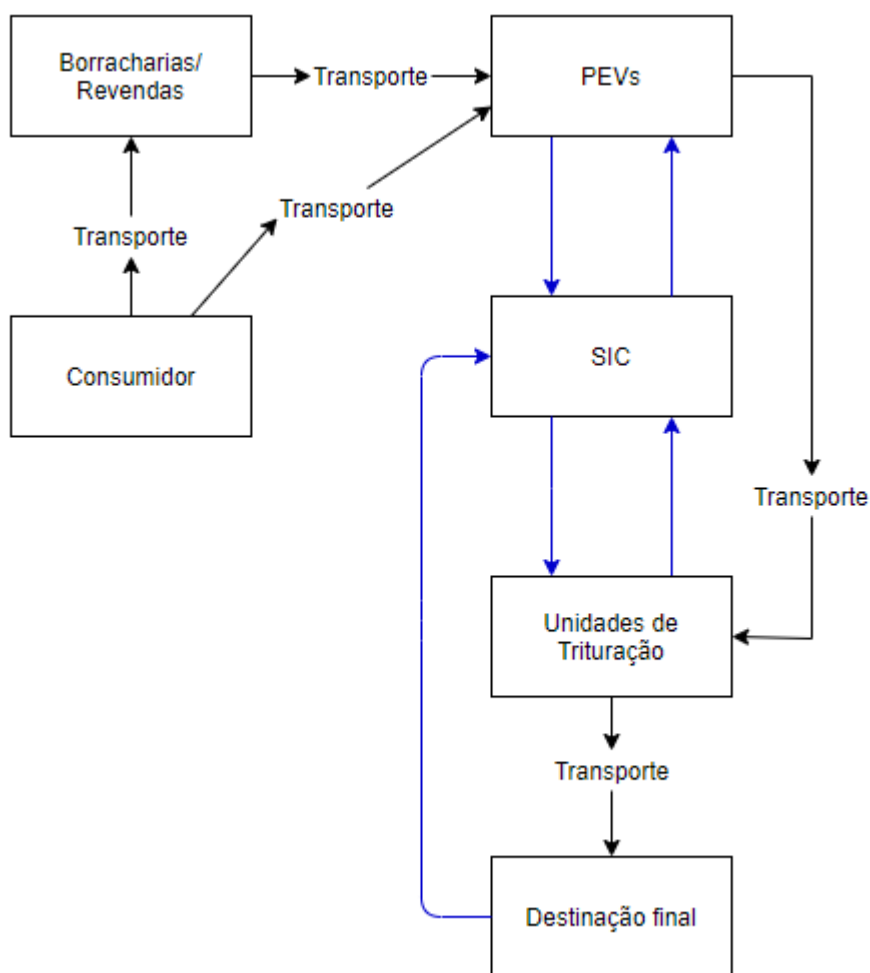 Borracharias/
Revendas
Transporte
PEVs
Transporte
Transporte
Consumidor
SIC
Transporte
Unidades de
Trituração
Transporte
Destinação final